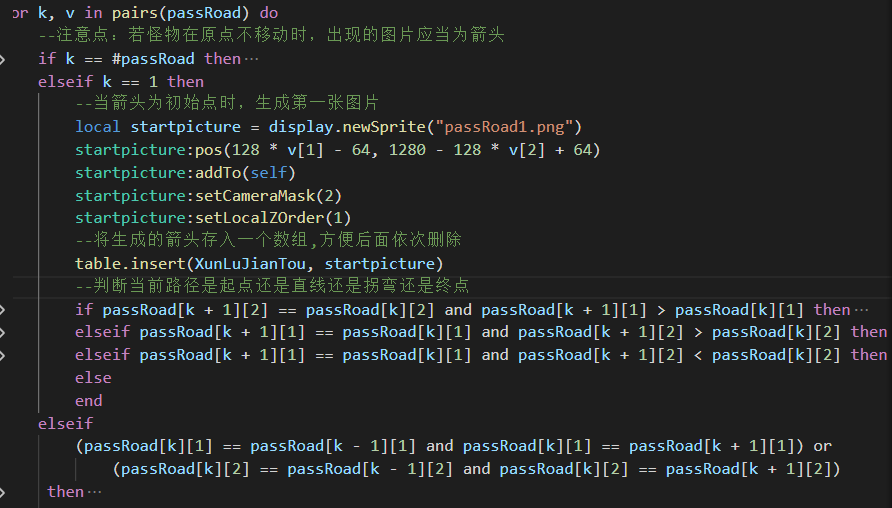 or k, v in pairs(passRoad) do
--注意点：若怪物在原点不移动时，出现的图片应当为箭头
if k == #passRoad then…
elseif k == 1 then
--当箭头为初始点时，生成第一张图片
local startpicture = display.newSprite("passRoad1.png")
startpicture:pos(128 * v[1] - 64, 1280 - 128 * v[2] + 64)
startpicture:addTo(self)
startpicture:setCameraMask(2)
startpicture:setLocalZOrder(1)
--将生成的箭头存入一个数组,方便后面依次删除
table.insert(XunLuJianTou, startpicture)
--判断当前路径是起点还是直线还是拐弯还是终点
if passRoad[k + 1][2] == passRoad[k][2] and passRoad[k + 1][1] > passRoad[k][1] then…
elseif passRoad[k + 1][1] == passRoad[k][1] and passRoad[k + 1][2] > passRoad[k][2] then
elseif passRoad[k + 1][1] == passRoad[k][1] and passRoad[k + 1][2] < passRoad[k][2] then
else
end
elseif
(passRoad[k][1] == passRoad[k - 1][1] and passRoad[k][1] == passRoad[k + 1][1]) or
(passRoad[k][2] == passRoad[k - 1][2] and passRoad[k][2] == passRoad[k + 1][2])
then…